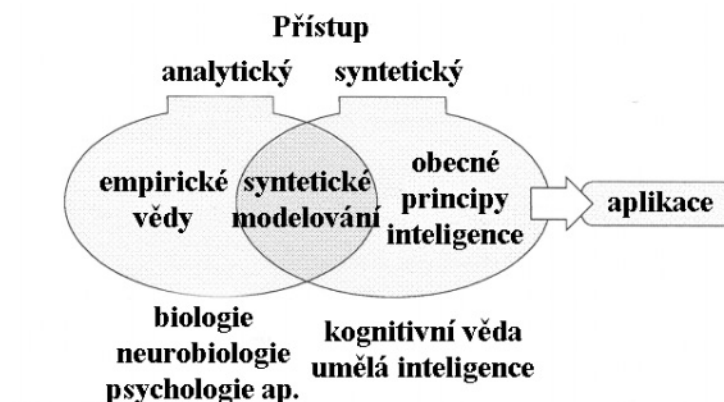 Přístup
analytický syntetický
empirické
vědy
syntetické
modelování
obecné
principy
inteligence
aplikace
biologie
neurobiologie
psychologie ap.
kognitivní věda
umělá inteligence